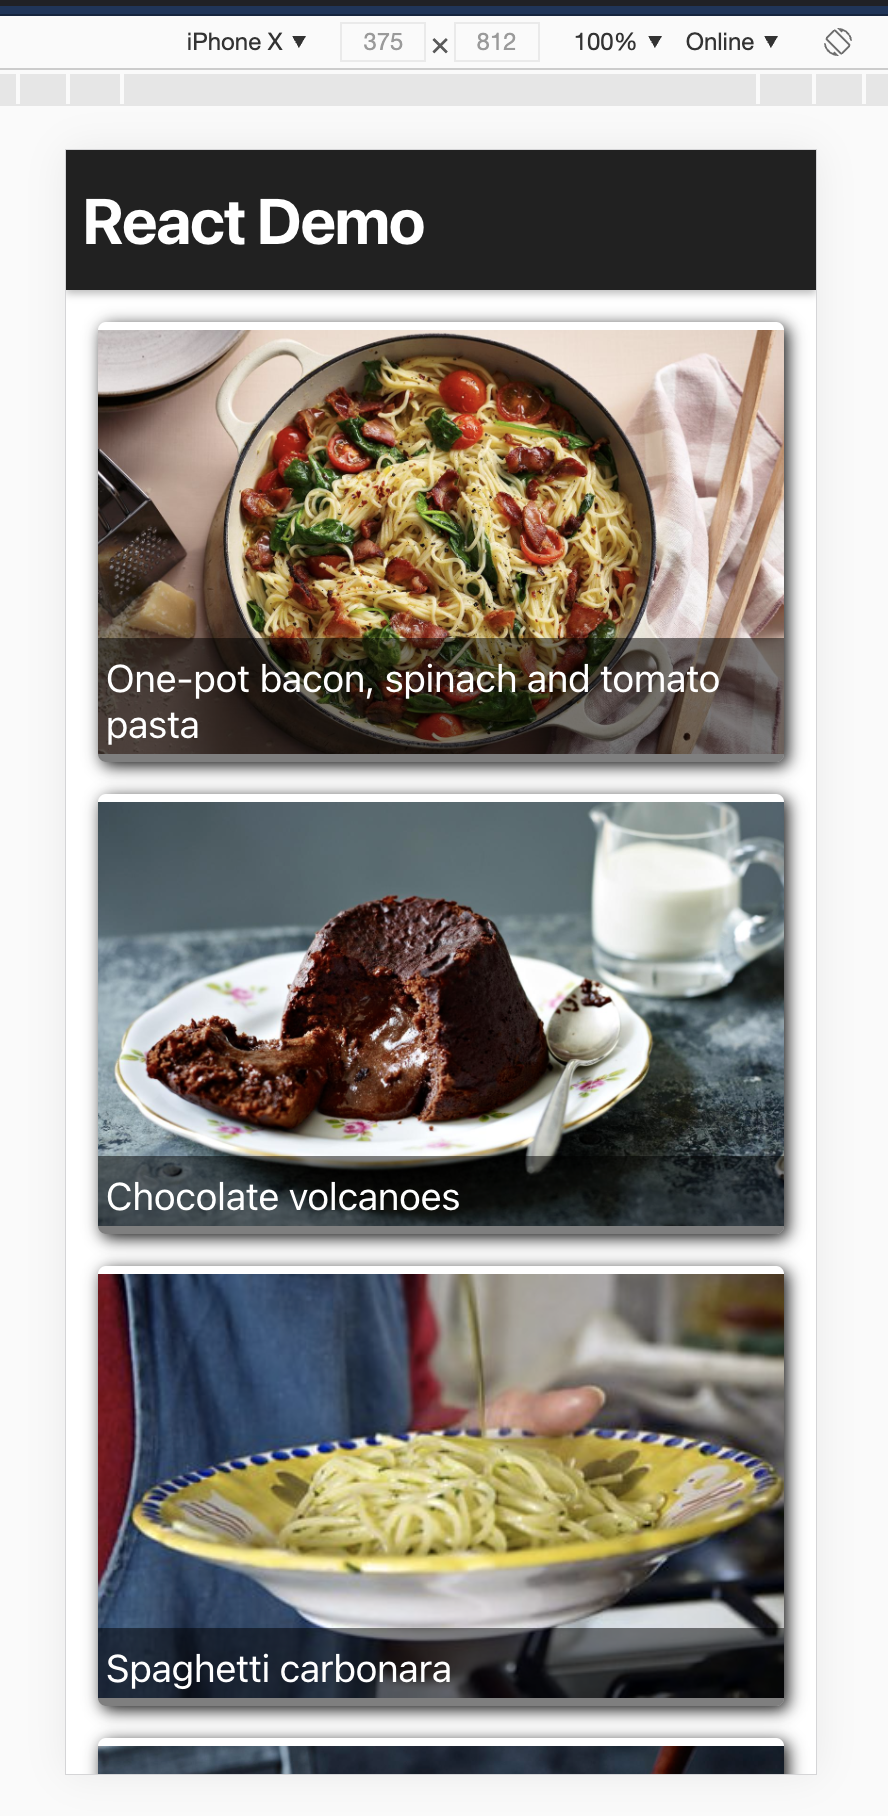 iPhone X ▼ 375 × 812 100% ▼ Online ▼
React Demo
One-pot bacon, spinach and tomato
pasta
Chocolate volcanoes
Spaghetti carbonara